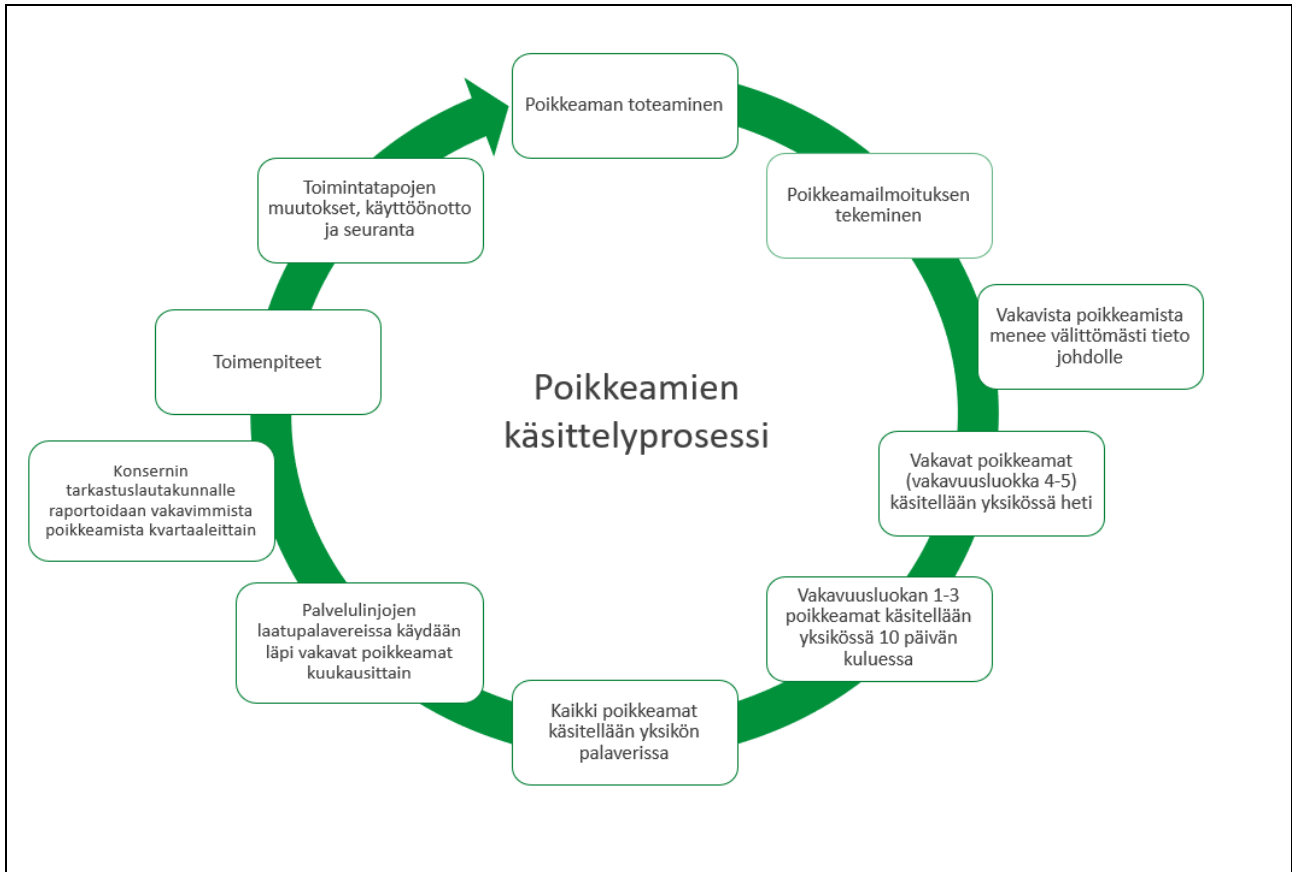 Poikkeaman toteaminen
Poikkeamailmoituksen
tekeminen
Vakavista poikkeamista
menee välittömästi tieto
johdolle
Vakavat poikkeamat
(vakavuusluokka 4-5)
käsitellään yksikössä heti
Vakavuusluokan 1-3
poikkeamat käsitellään
yksikössä 10 päivän
kuluessa
Kaikki poikkeamat
käsitellään yksikön
palaverissa
Palvelulinjojen
laatupalavereissa käydään
läpi vakavat poikkeamat
kuukausittain
Konsernin
tarkastuslautakunnalle
raportoidaan vakavimmista
poikkeamista kvartaaleittain
Toimenpiteet
Toimintatapojen
muutokset, käyttöönotto
ja seuranta
Poikkeamien
käsittelyprosessi